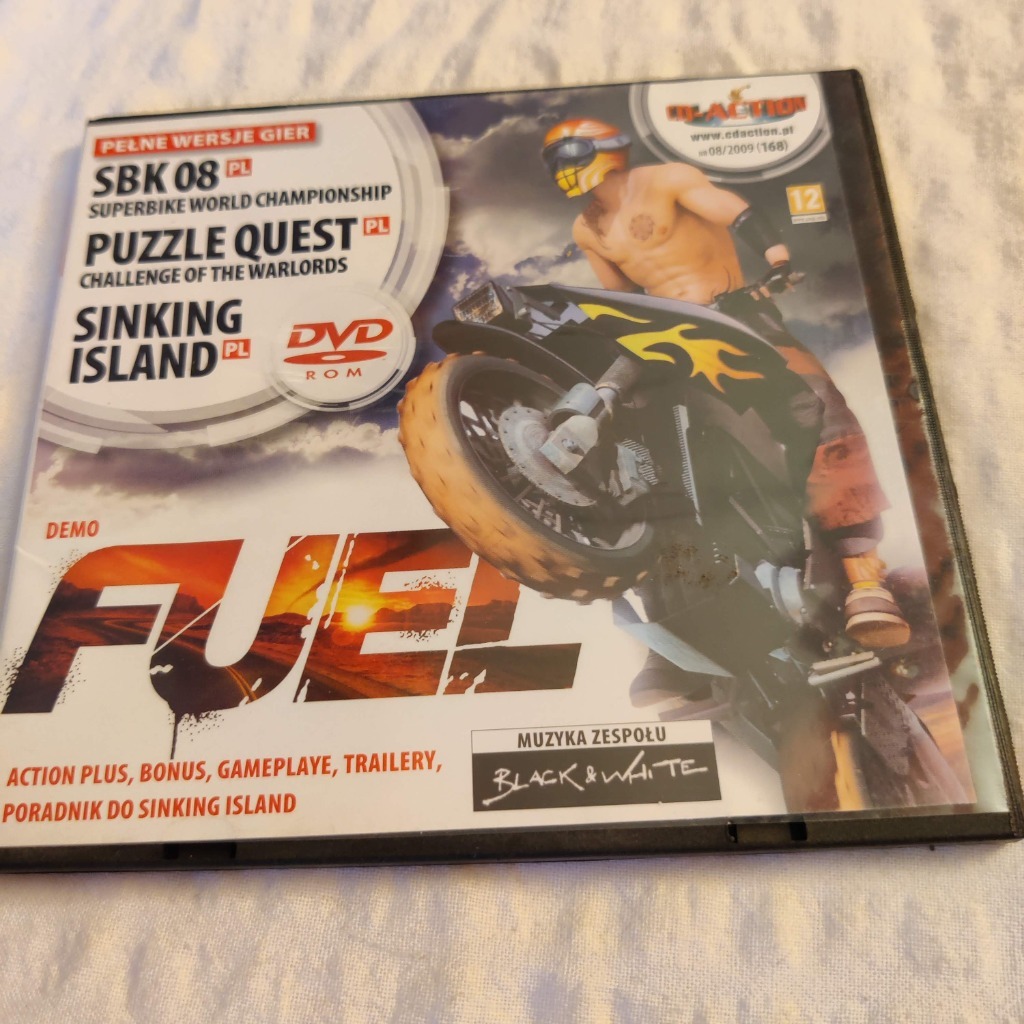 PEŁNE WERSJE GIER
SBK 08 PL
SUPERBIKE WORLD CHAMPIONSHIP
PUZZLE QUEST PL
CHALLENGE OF THE WARLORDS
SINKING
ISLAND PL
DVD
ROM
CD-ACTION
www.cdaction.pl
nr 08/2009 (168)
12
DEMO
FUEL
ACTION PLUS, BONUS, GAMEPLAYE, TRAILERY,
PORADNIK DO SINKING ISLAND
MUZYKA ZESPOŁU
BLACK & WHITE